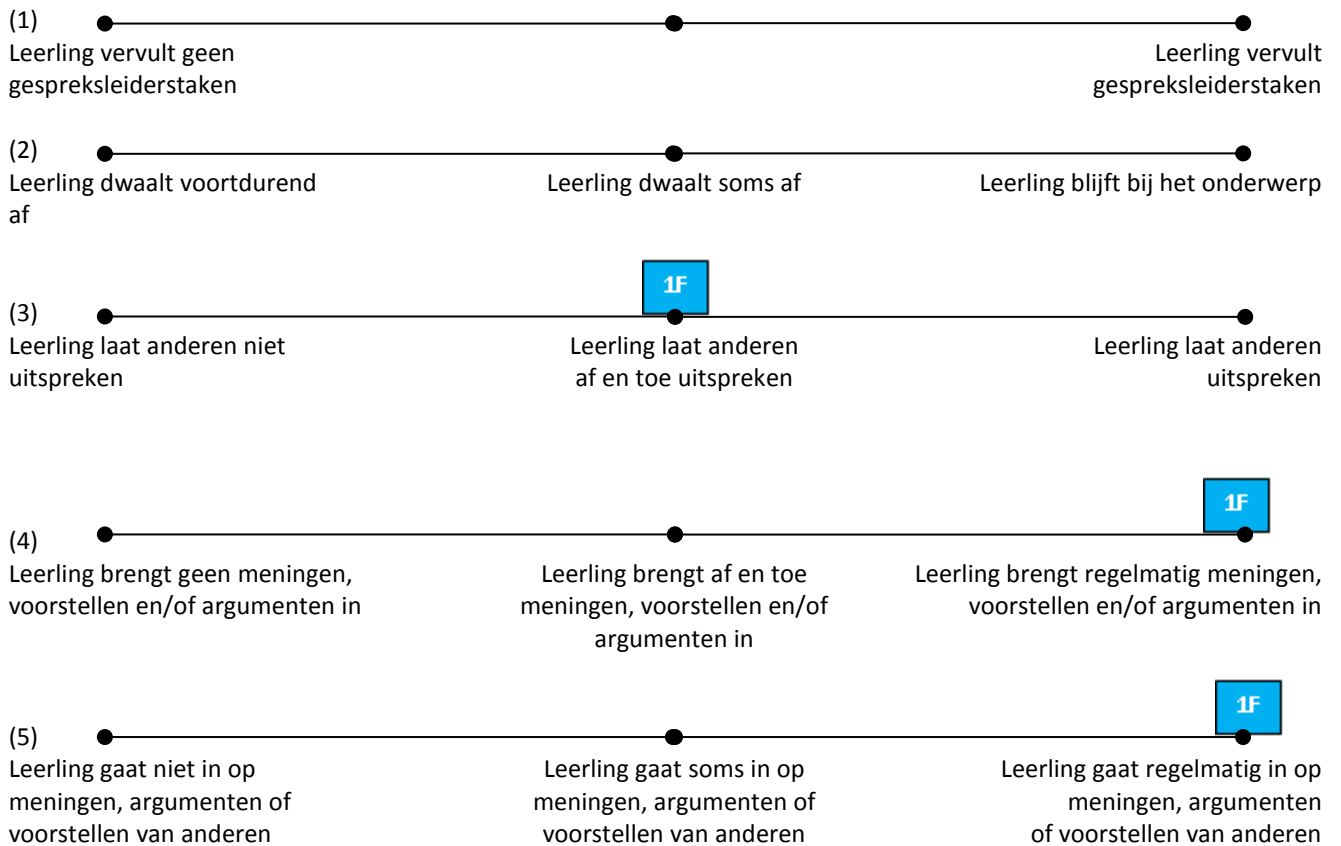 (1)
Leerling vervult geen
gespreksleiderstaken
Leerling vervult
gespreksleiderstaken
(2)
Leerling dwaalt voortdurend
af
Leerling dwaalt soms af
Leerling blijft bij het onderwerp
1F
(3)
Leerling laat anderen niet
uitspreken
Leerling laat anderen
af en toe uitspreken
Leerling laat anderen
uitspreken
1F
(4)
Leerling brengt geen meningen,
voorstellen en/of argumenten in
Leerling brengt af en toe
meningen, voorstellen en/of
argumenten in
Leerling brengt regelmatig meningen,
voorstellen en/of argumenten in
1F
(5)
Leerling gaat niet in op
meningen, argumenten of
voorstellen van anderen
Leerling gaat soms in op
meningen, argumenten of
voorstellen van anderen
Leerling gaat regelmatig in op
meningen, argumenten
of voorstellen van anderen